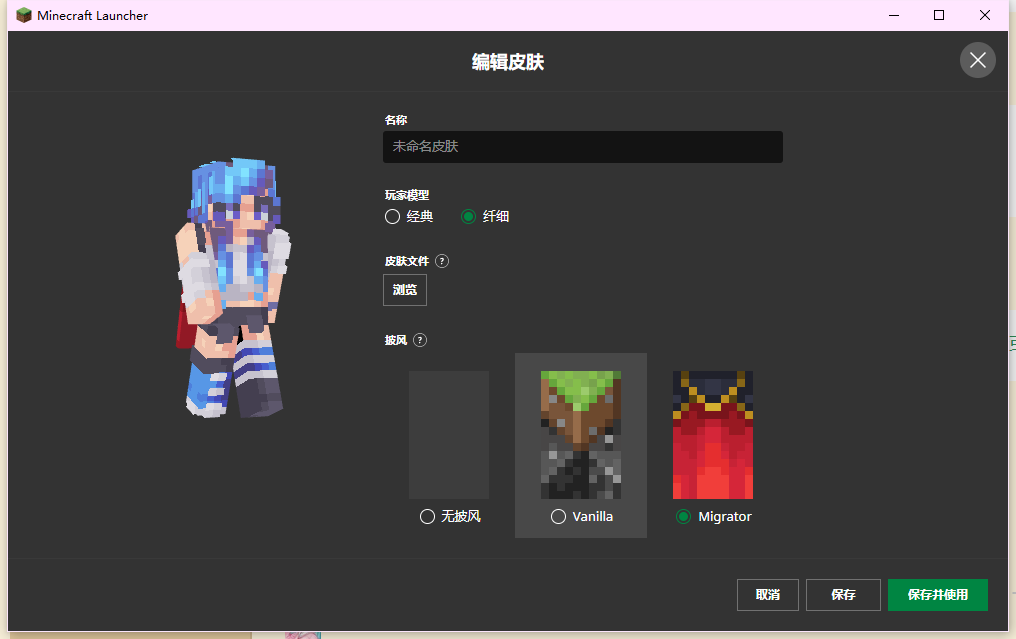 Minecraft Launcher
编辑皮肤
名称
未命名皮肤
玩家模型
经典 纤细
皮肤文件 ?
浏览
披风 ?
无披风 Vanilla Migrator
取消 保存 保存并使用